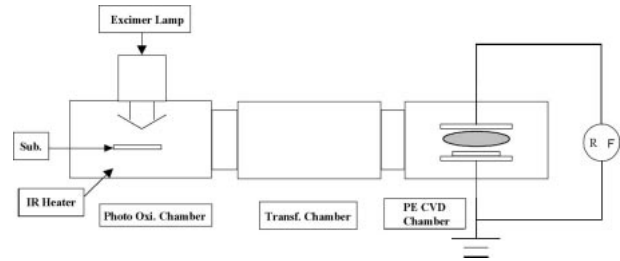 Excimer Lamp
Sub.
IR Heater
Photo Oxi. Chamber
Transf. Chamber
PE CVD
Chamber
R F